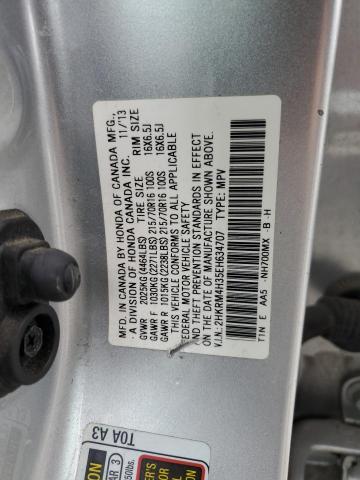 MFD. IN CANADA BY HONDA OF CANADA MFG.,
A DIVISION OF HONDA CANADA INC. 11/13
GVWR 2025KG (4464LBS) TIRE SIZE RIM SIZE
GAWR F 1030KG (2271LBS) 215/70R16 100S 16X6.5J
GAWR R 1015KG (2238LBS) 215/70R16 100S 16X6.5J
THIS VEHICLE CONFORMS TO ALL APPLICABLE
FEDERAL MOTOR VEHICLE SAFETY
AND THEFT PREVENTION STANDARDS IN EFFECT
ON THE DATE OF MANUFACTURE SHOWN ABOVE.
V.I.N.: 2HKRM4H35EH634707 TYPE: MPV
T1N E AA5 NH700MX B-H
T0A A3